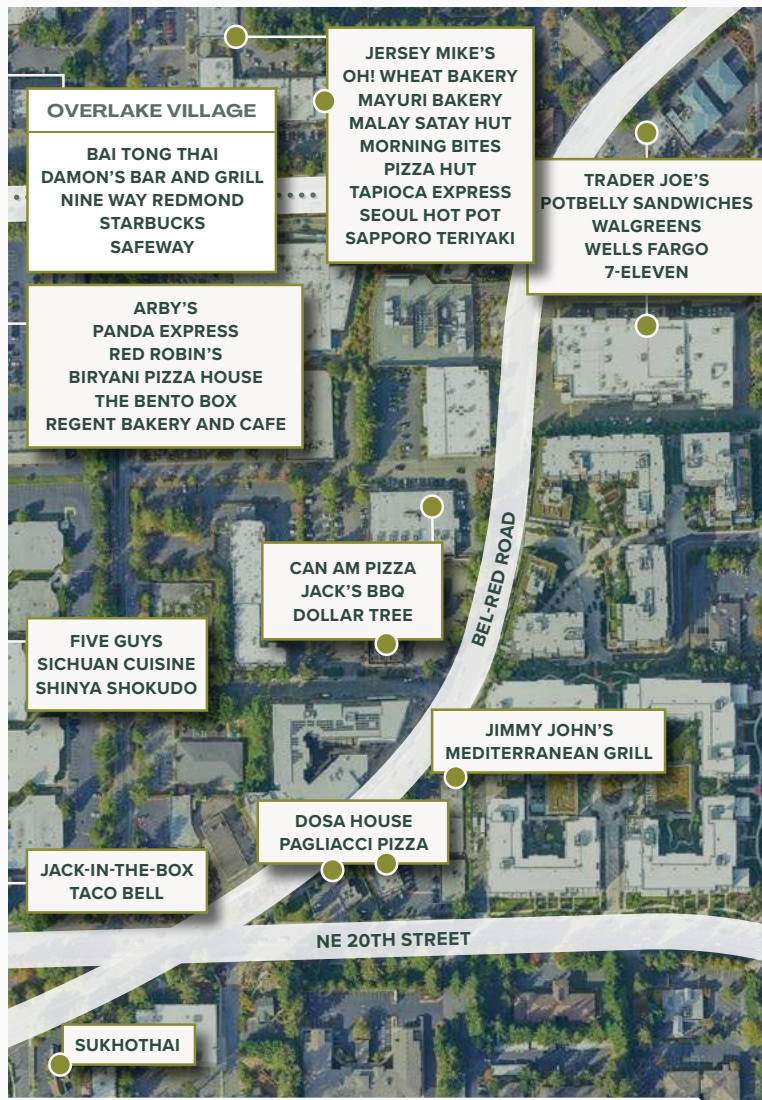 JERSEY MIKE'S
OH! WHEAT BAKERY
MAYURI BAKERY
MALAY SATAY HUT
MORNING BITES
PIZZA HUT
TAPIOCA EXPRESS
SEOUL HOT POT
SAPPORO TERIYAKI
OVERLAKE VILLAGE
BAI TONG THAI
DAMON'S BAR AND GRILL
NINE WAY REDMOND
STARBUCKS
SAFEWAY
TRADER JOE'S
POTBELLY SANDWICHES
WALGREENS
WELLS FARGO
7-ELEVEN
ARBY'S
PANDA EXPRESS
RED ROBIN'S
BIRYANI PIZZA HOUSE
THE BENTO BOX
REGENT BAKERY AND CAFE
CAN AM PIZZA
JACK'S BBQ
DOLLAR TREE
BEL-RED ROAD
FIVE GUYS
SICHUAN CUISINE
SHINYA SHOKUDO
JIMMY JOHN'S
MEDITERRANEAN GRILL
DOSA HOUSE
PAGLIACCI PIZZA
JACK-IN-THE-BOX
TACO BELL
NE 20TH STREET
SUKHOTHAI